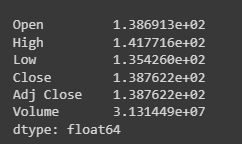 Open 1.386913e+02
High 1.417716e+02
Low 1.354260e+02
Close 1.387622e+02
Adj Close 1.387622e+02
Volume 3.131449e+07
dtype: float64